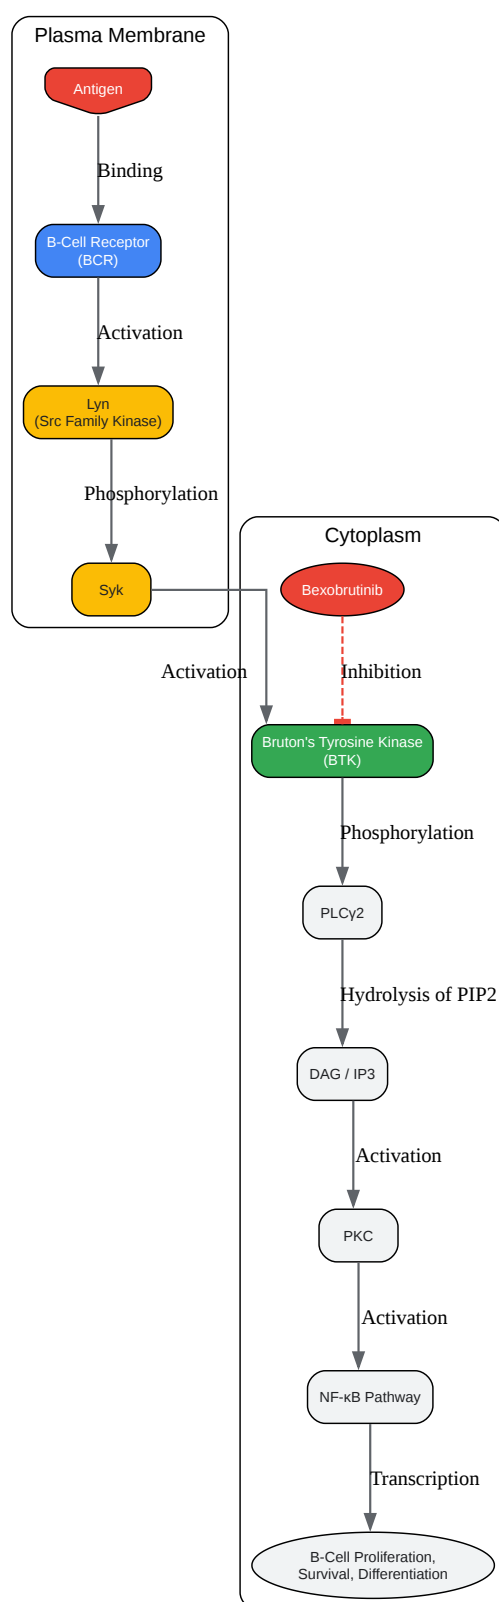 Plasma Membrane
Antigen
Binding
B-Cell Receptor
(BCR)
Activation
Lyn
(Src Family Kinase)
Phosphorylation
Syk
Cytoplasm
Bexobrutinib
Activation
Inhibition
Bruton's Tyrosine Kinase
(BTK)
Phosphorylation
PLCγ2
Hydrolysis of PIP2
DAG / IP3
Activation
PKC
Activation
NF-κB Pathway
Transcription
B-Cell Proliferation,
Survival, Differentiation